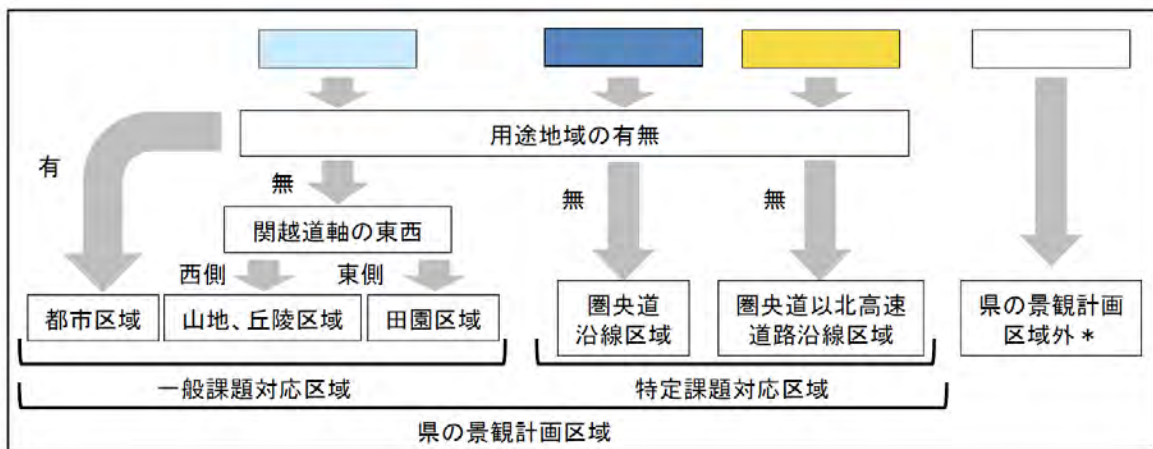 用途地域の有無
有
無
無
無
関越道軸の東西
西側
東側
都市区域
山地、丘陵区域
田園区域
圏央道
沿線区域
圏央道以北高速
道路沿線区域
県の景観計画
区域外*
一般課題対応区域
特定課題対応区域
県の景観計画区域